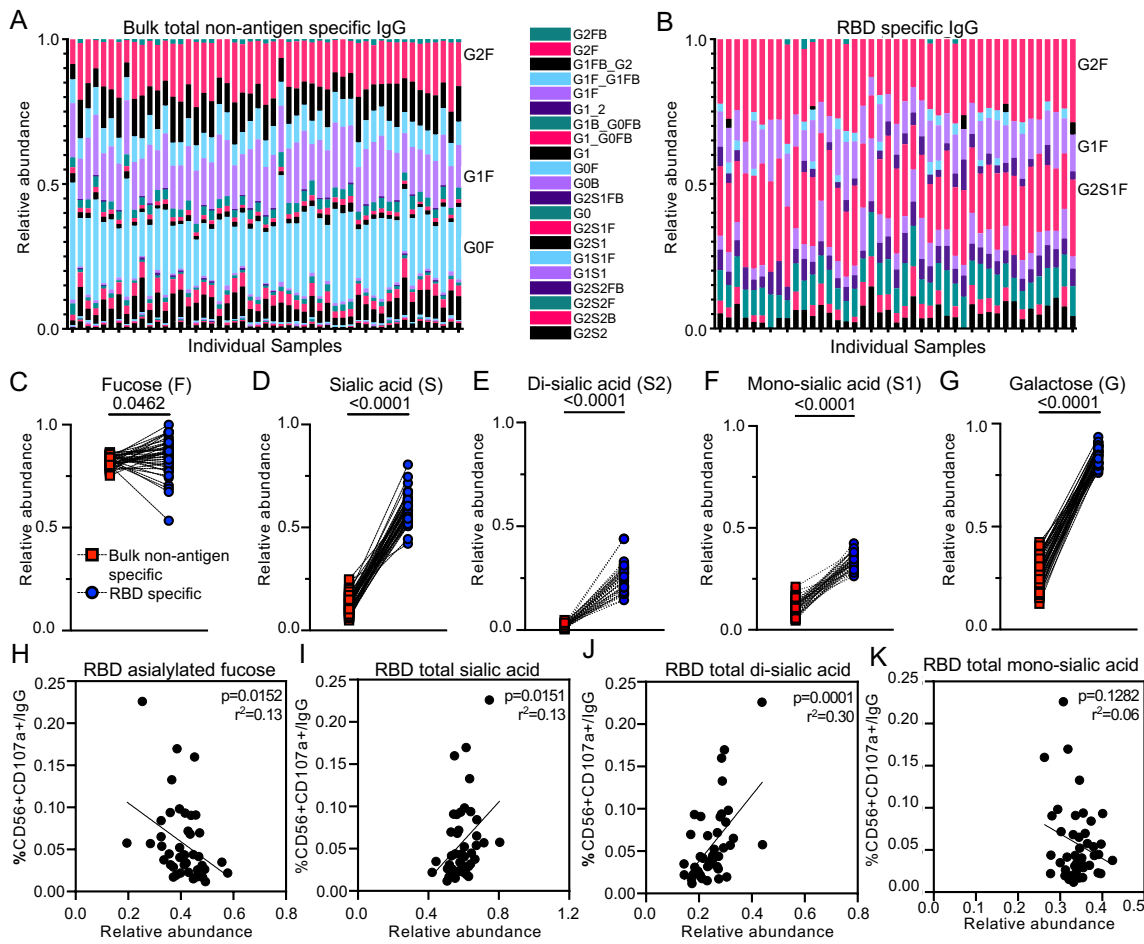 A
Bulk total non-antigen specific IgG
1.0
0.5
0.0
Relative abundance
Individual Samples
G2F
G1F
G0F
G2FB
G2F
G1FB_G2
G1F_G1FB
G1F
G1_2
G1B_G0FB
G1_G0FB
G1
G0F
G0B
G2S1FB
G0
G2S1F
G2S1
G1S1F
G1S1
G2S2FB
G2S2F
G2S2B
G2S2
B
RBD specific IgG
1.0
0.5
0.0
Relative abundance
Individual Samples
G2F
G1F
G2S1F
C
Fucose (F)
0.0462
1.0
0.5
0.0
Relative abundance
Bulk non-antigen
specific
RBD specific
D
Sialic acid (S)
<0.0001
1.0
0.5
0.0
Relative abundance
E
Di-sialic acid (S2)
<0.0001
1.0
0.5
0.0
Relative abundance
F
Mono-sialic acid (S1)
<0.0001
1.0
0.5
0.0
Relative abundance
G
Galactose (G)
<0.0001
1.0
0.5
0.0
Relative abundance
H
RBD asialylated fucose
p=0.0152
r²=0.13
%CD56+CD107a+/IgG
0.25
0.20
0.15
0.10
0.05
0.00
0.0 0.2 0.4 0.6 0.8
Relative abundance
I
RBD total sialic acid
p=0.0151
r²=0.13
%CD56+CD107a+/IgG
0.25
0.20
0.15
0.10
0.05
0.00
0.0 0.3 0.6 0.9 1.2
Relative abundance
J
RBD total di-sialic acid
p=0.0001
r²=0.30
%CD56+CD107a+/IgG
0.25
0.20
0.15
0.10
0.05
0.00
0.0 0.2 0.4 0.6
Relative abundance
K
RBD total mono-sialic acid
p=0.1282
r²=0.06
%CD56+CD107a+/IgG
0.25
0.20
0.15
0.10
0.05
0.00
0.0 0.1 0.2 0.3 0.4 0.5
Relative abundance